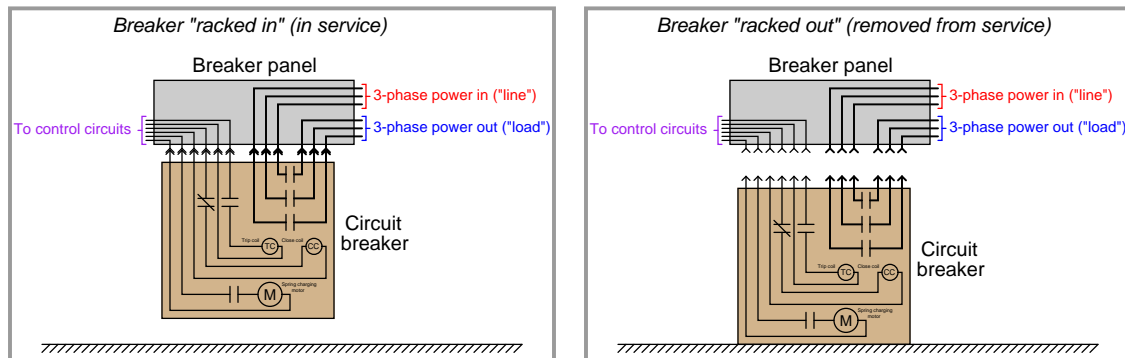 Breaker "racked in" (in service)
Breaker panel
3-phase power in ("line")
To control circuits
3-phase power out ("load")
Circuit
breaker
Trip coil
TC
Close coil
CC
Spring charging
motor
M
Breaker "racked out" (removed from service)
Breaker panel
3-phase power in ("line")
To control circuits
3-phase power out ("load")
Circuit
breaker
Trip coil
TC
Close coil
CC
Spring charging
motor
M